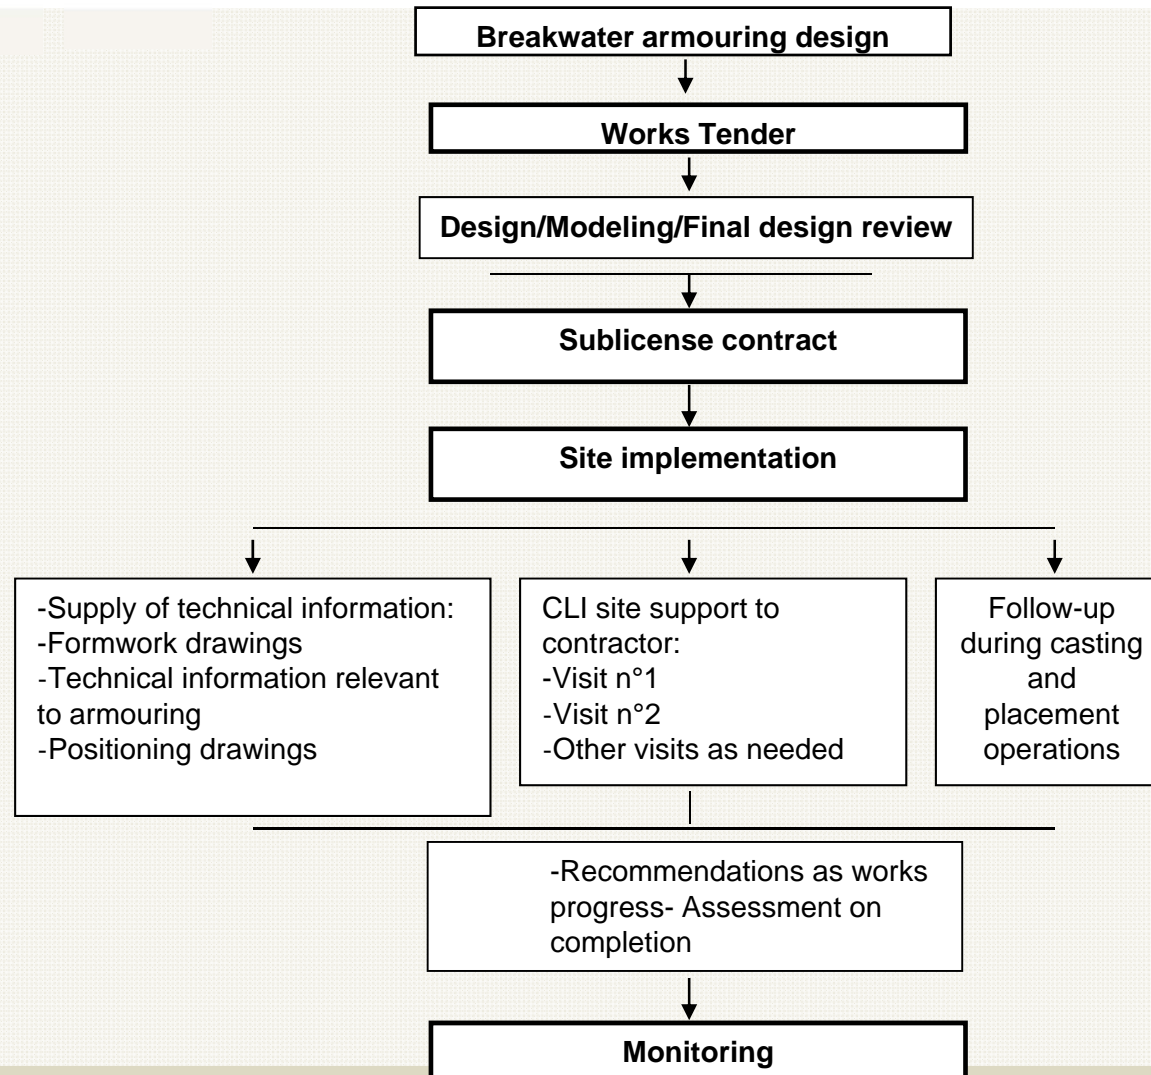 Breakwater armouring design
Works Tender
Design/Modeling/Final design review
Sublicense contract
Site implementation
-Supply of technical information:
-Formwork drawings
-Technical information relevant
to armouring
-Positioning drawings
CLI site support to
contractor:
-Visit n°1
-Visit n°2
-Other visits as needed
Follow-up
during casting
and
placement
operations
-Recommendations as works
progress- Assessment on
completion
Monitoring